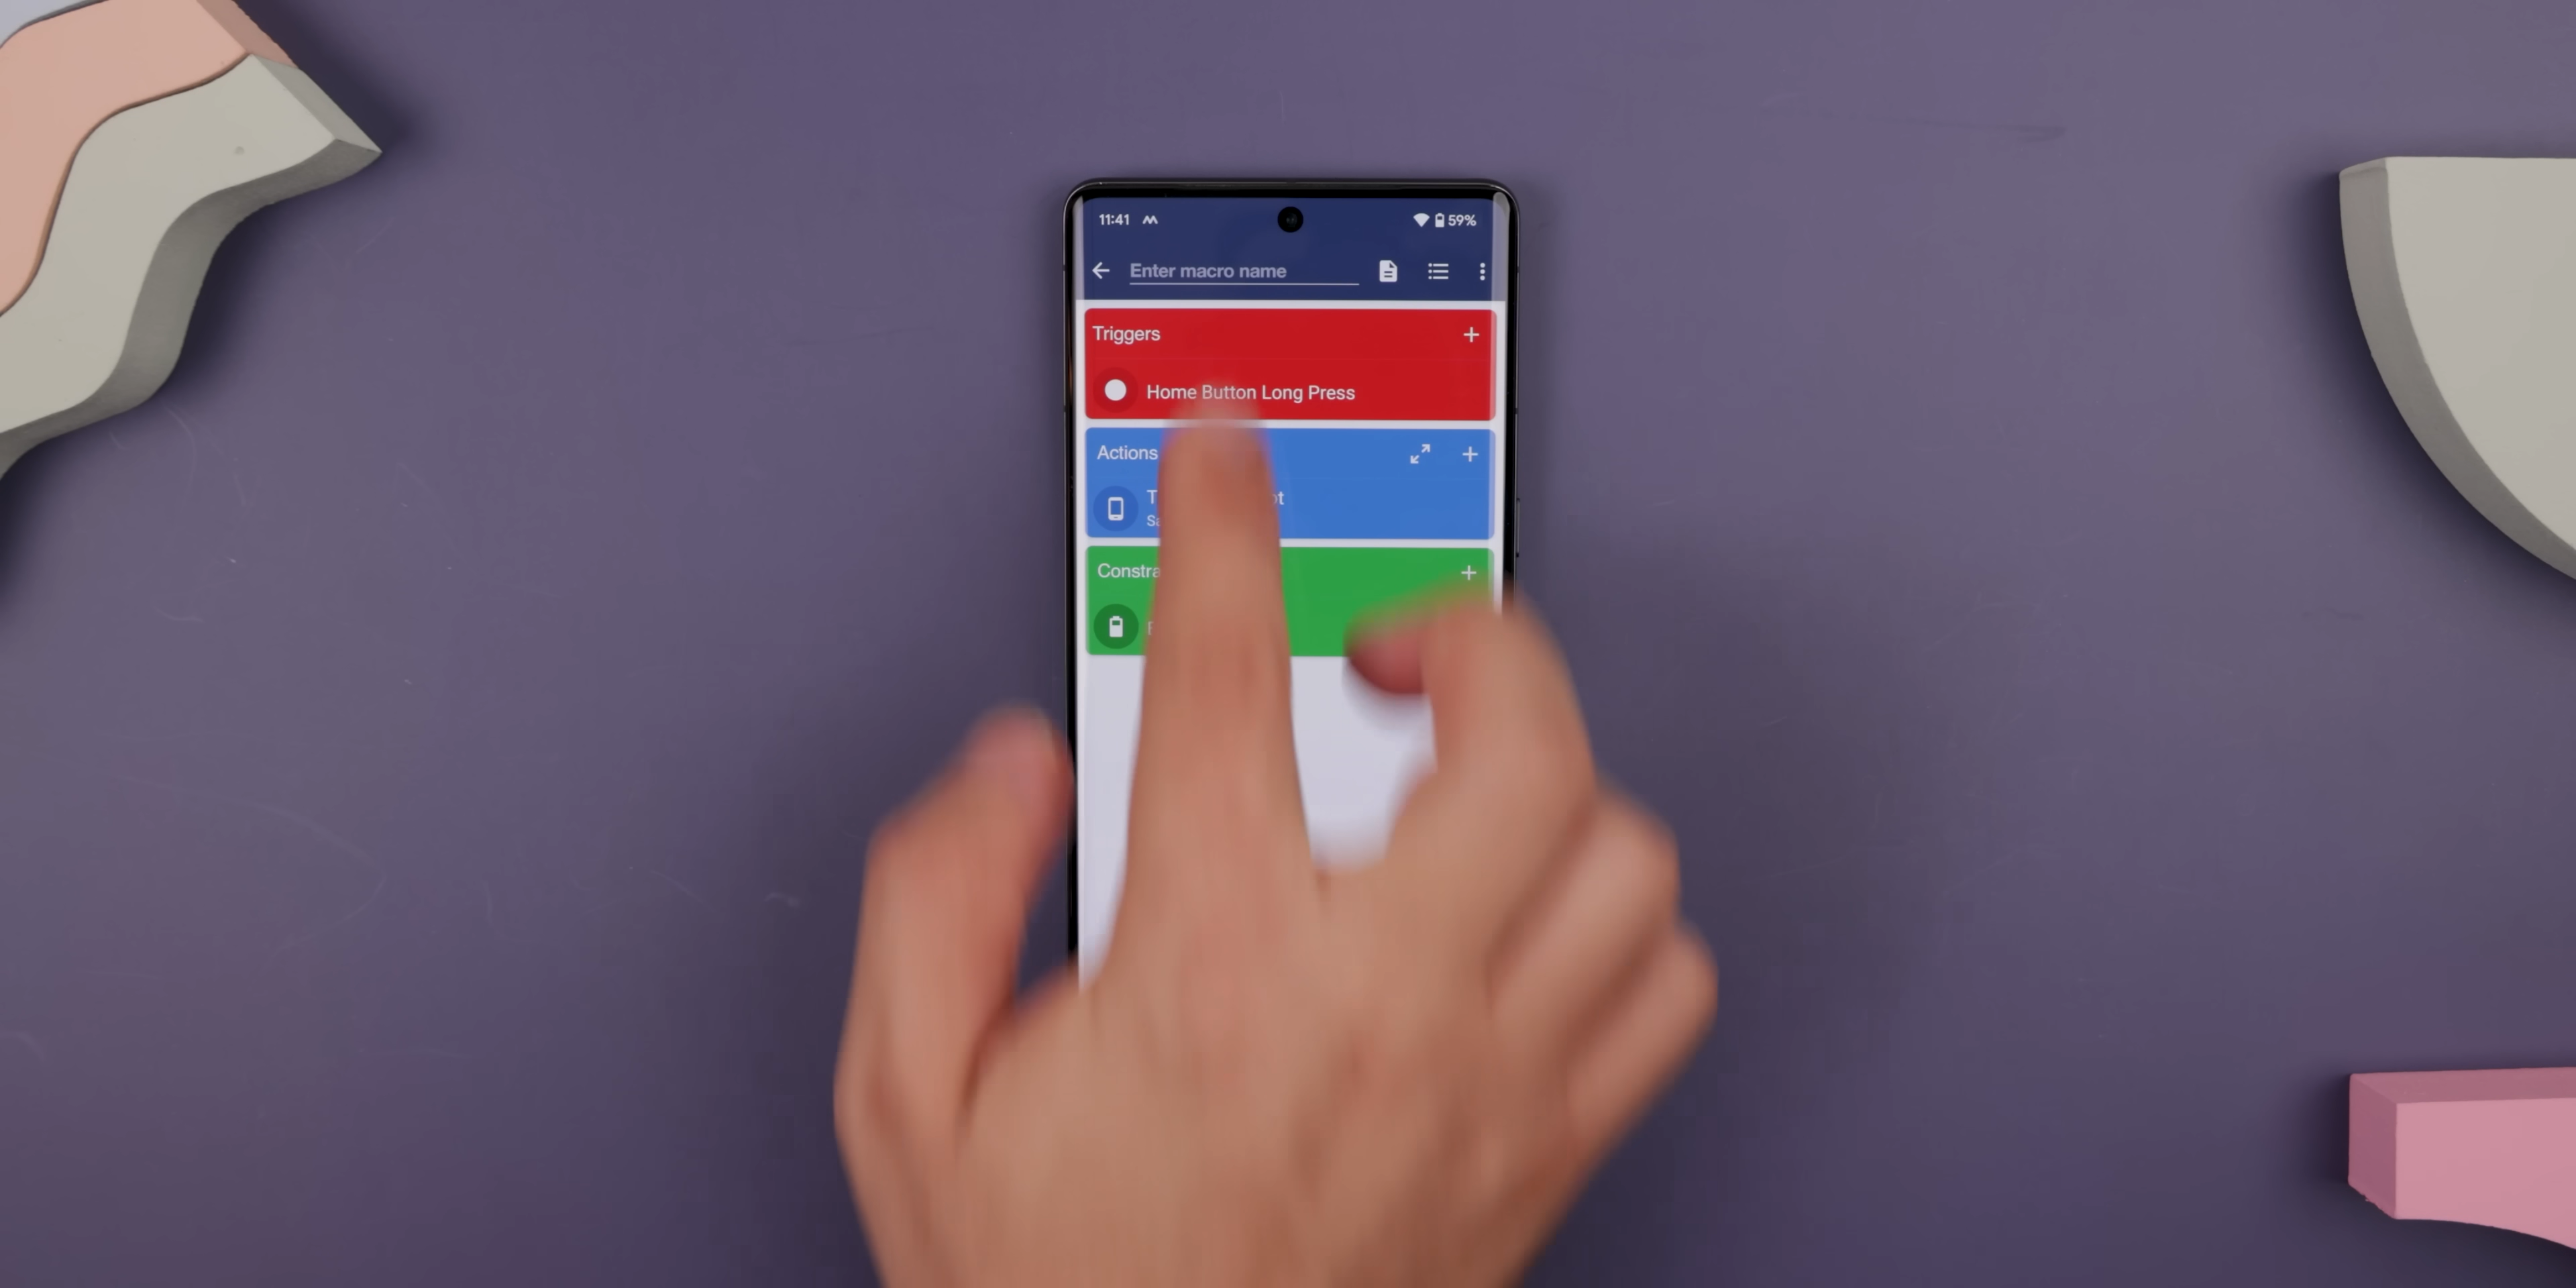 11:41 59%
Enter macro name
Triggers
Home Button Long Press
Actions